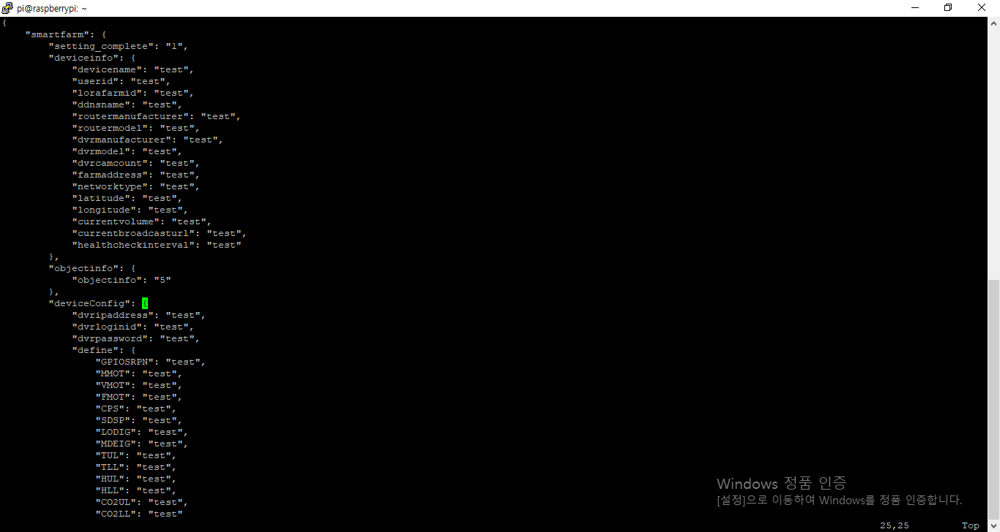 pi@raspberrypi: ~
{
    "smartfarm": {
        "setting_complete": "1",
        "deviceinfo": {
            "devicename": "test",
            "userid": "test",
            "lorafarmid": "test",
            "ddnsname": "test",
            "routermanufacturer": "test",
            "routermodel": "test",
            "dvrmanufacturer": "test",
            "dvrmodel": "test",
            "dvrcamcount": "test",
            "farmaddress": "test",
            "networktype": "test",
            "latitude": "test",
            "longitude": "test",
            "currentvolume": "test",
            "currentbroadcasturl": "test",
            "healthcheckinterval": "test"
        },
        "objectinfo": {
            "objectinfo": "5"
        },
        "deviceConfig": {
            "dvripaddress": "test",
            "dvrloginid": "test",
            "dvrpassword": "test",
            "define": {
                "GPIOSRPN": "test",
                "MMOT": "test",
                "VMOT": "test",
                "FMOT": "test",
                "CPS": "test",
                "SDSP": "test",
                "LODIG": "test",
                "MDEIG": "test",
                "TUL": "test",
                "TLL": "test",
                "HUL": "test",
                "HLL": "test",
                "CO2UL": "test",
                "CO2LL": "test"
Windows 정품 인증
[설정]으로 이동하여 Windows를 정품 인증합니다.
25,25 Top